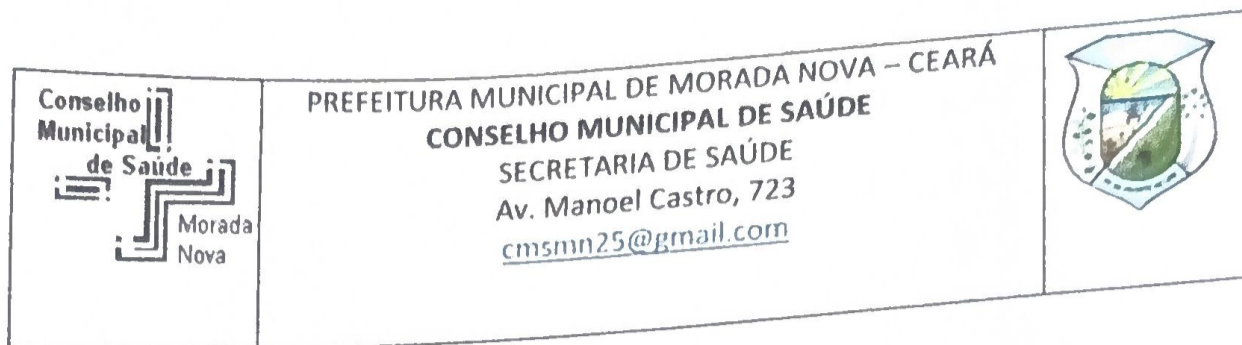 Conselho
Municipal
de Saúde
Morada
Nova
PREFEITURA MUNICIPAL DE MORADA NOVA – CEARÁ
CONSELHO MUNICIPAL DE SAÚDE
SECRETARIA DE SAÚDE
Av. Manoel Castro, 723
cmsmn25@gmail.com